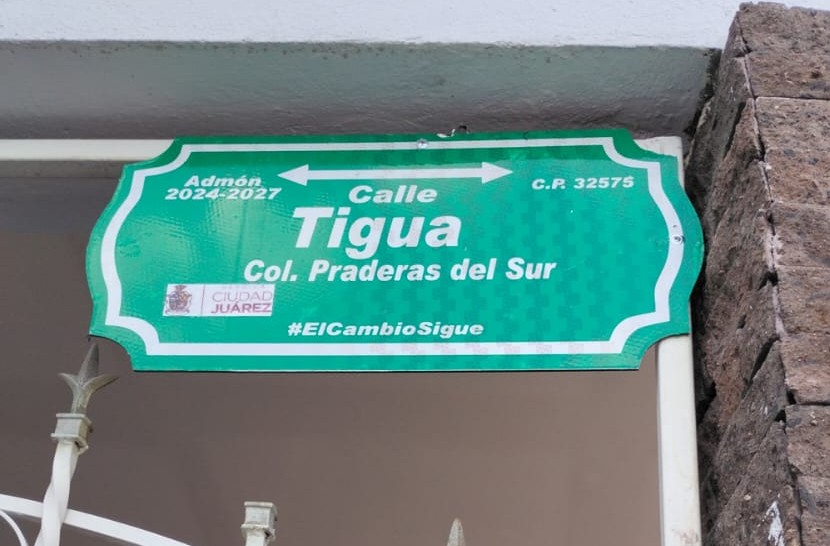 Admón
2024-2027
C.P. 32575
Calle
Tigua
Col. Praderas del Sur
CIUDAD
JUÁREZ
#ElCambioSigue